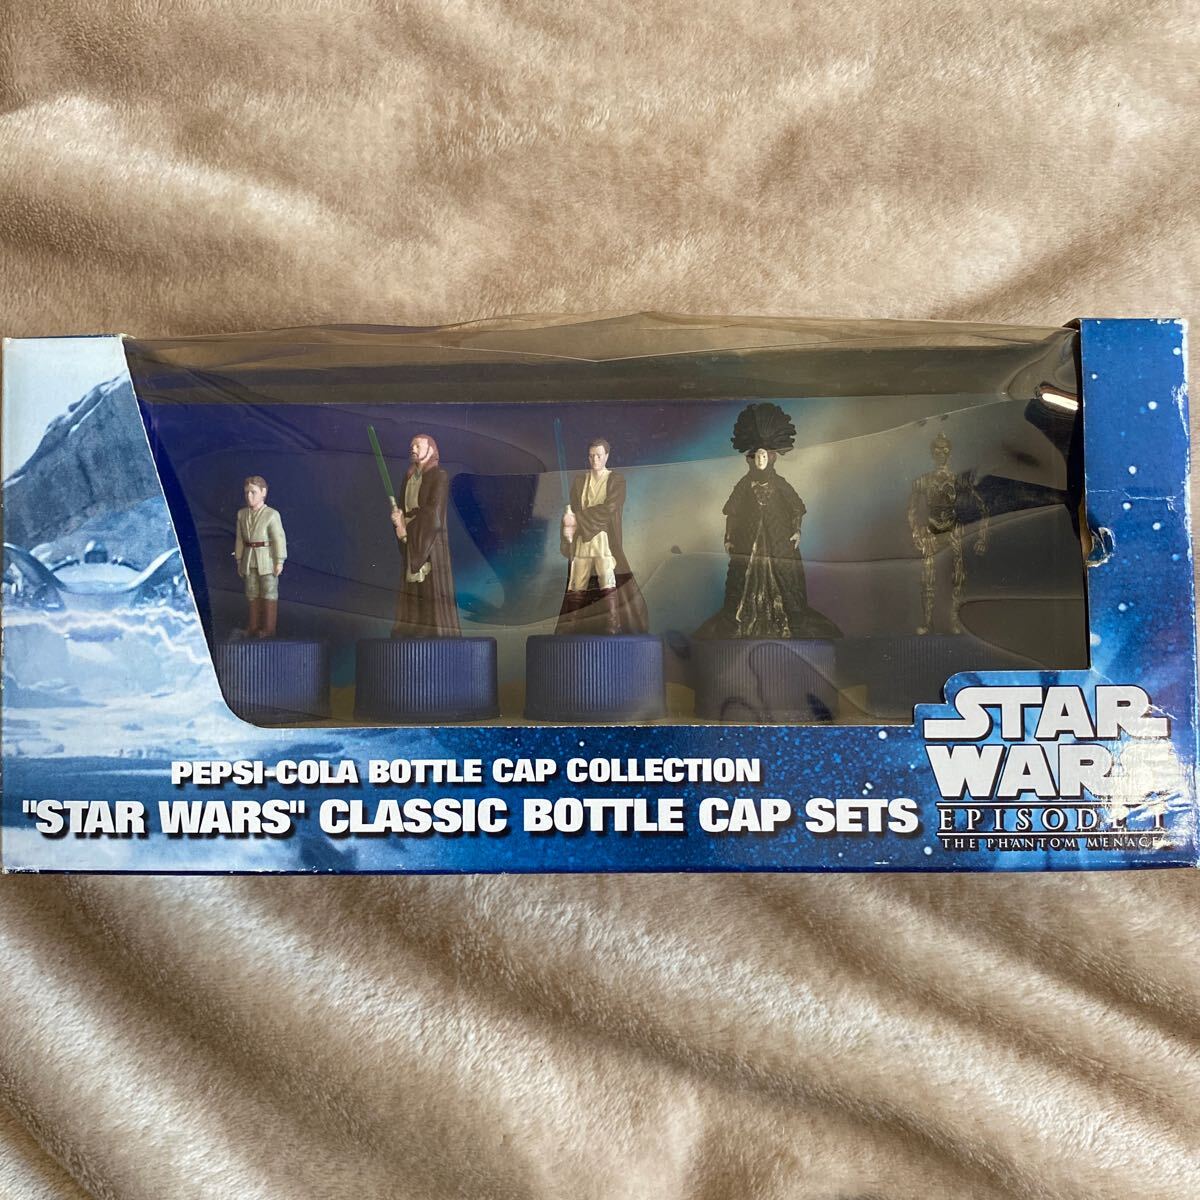 PEPSI-COLA BOTTLE CAP COLLECTION
"STAR WARS" CLASSIC BOTTLE CAP SETS
STAR
WARS
EPISODE I
THE PHANTOM MENACE